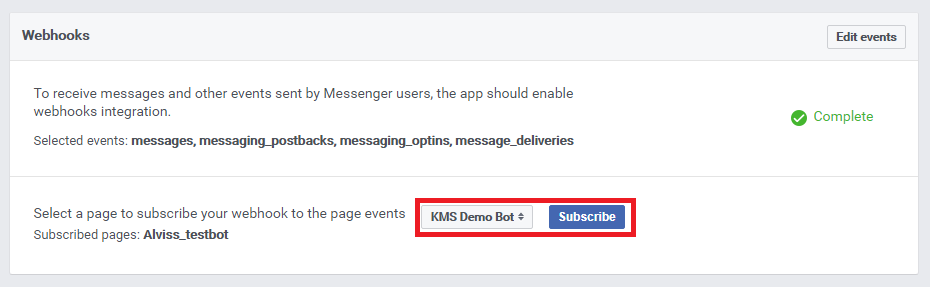 Webhooks
Edit events
To receive messages and other events sent by Messenger users, the app should enable
webhooks integration.
Complete
Selected events: messages, messaging_postbacks, messaging_optins, message_deliveries
Select a page to subscribe your webhook to the page events
KMS Demo Bot
Subscribe
Subscribed pages: Alviss_testbot